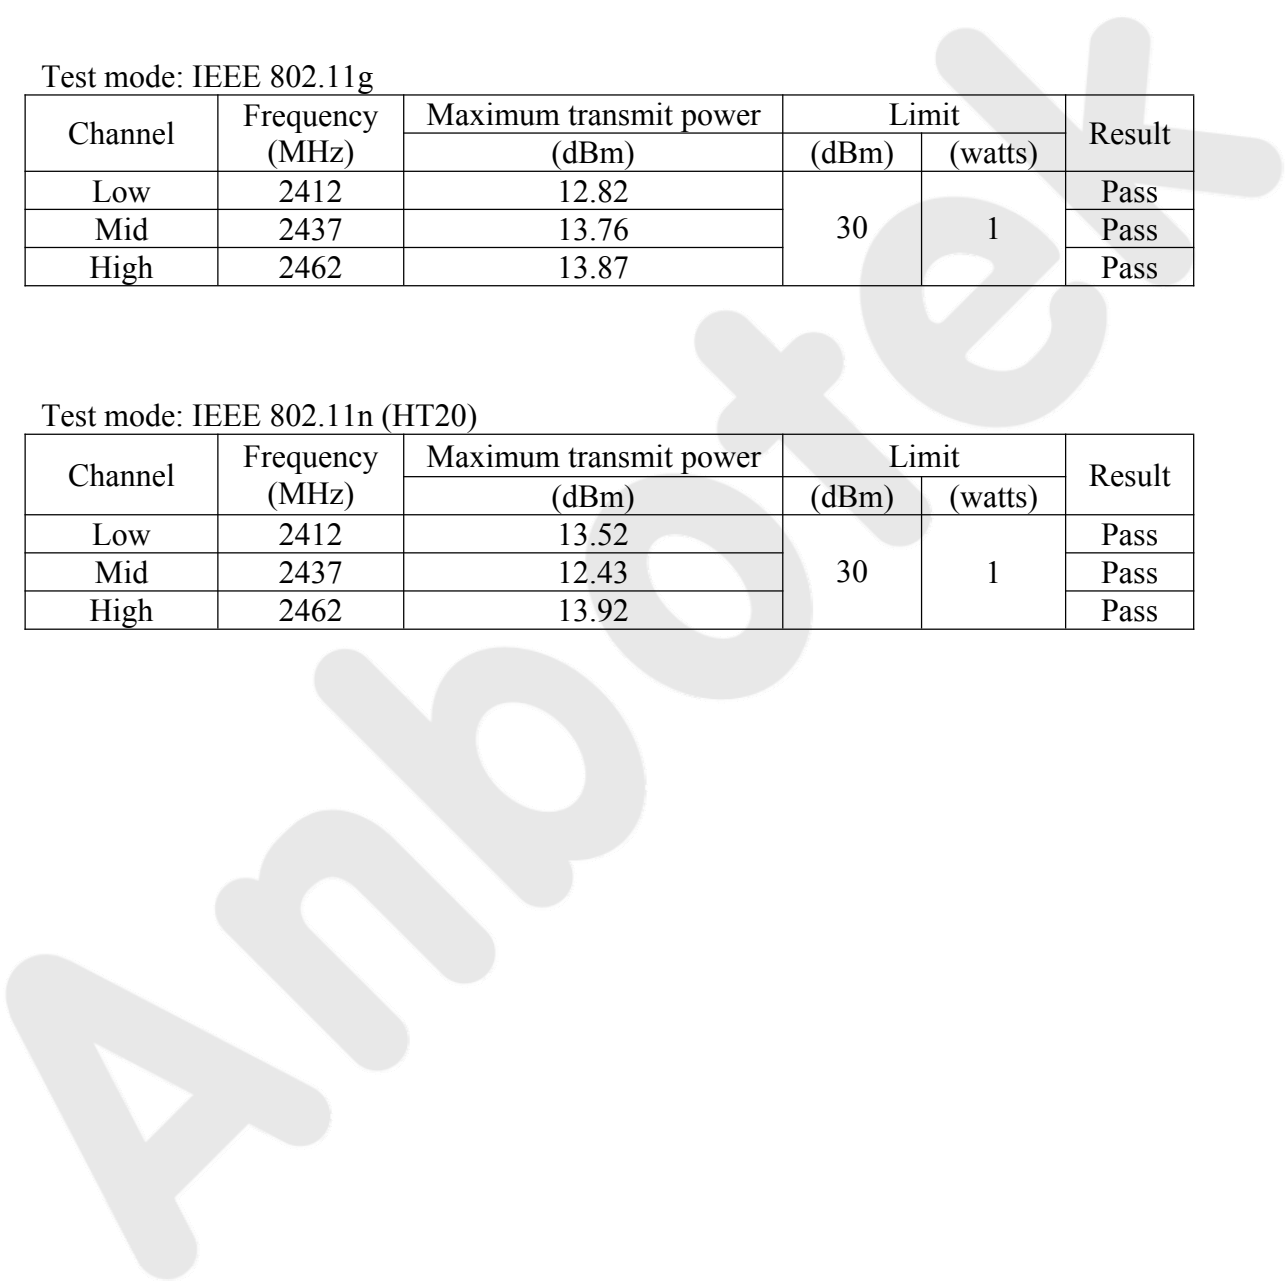 Test mode: IEEE 802.11g
Channel Frequency (MHz) Maximum transmit power Limit Result
(dBm) (dBm) (watts)
Low 2412 12.82 30 1 Pass
Mid 2437 13.76 Pass
High 2462 13.87 Pass
Test mode: IEEE 802.11n (HT20)
Channel Frequency (MHz) Maximum transmit power Limit Result
(dBm) (dBm) (watts)
Low 2412 13.52 30 1 Pass
Mid 2437 12.43 Pass
High 2462 13.92 Pass
Anbotek